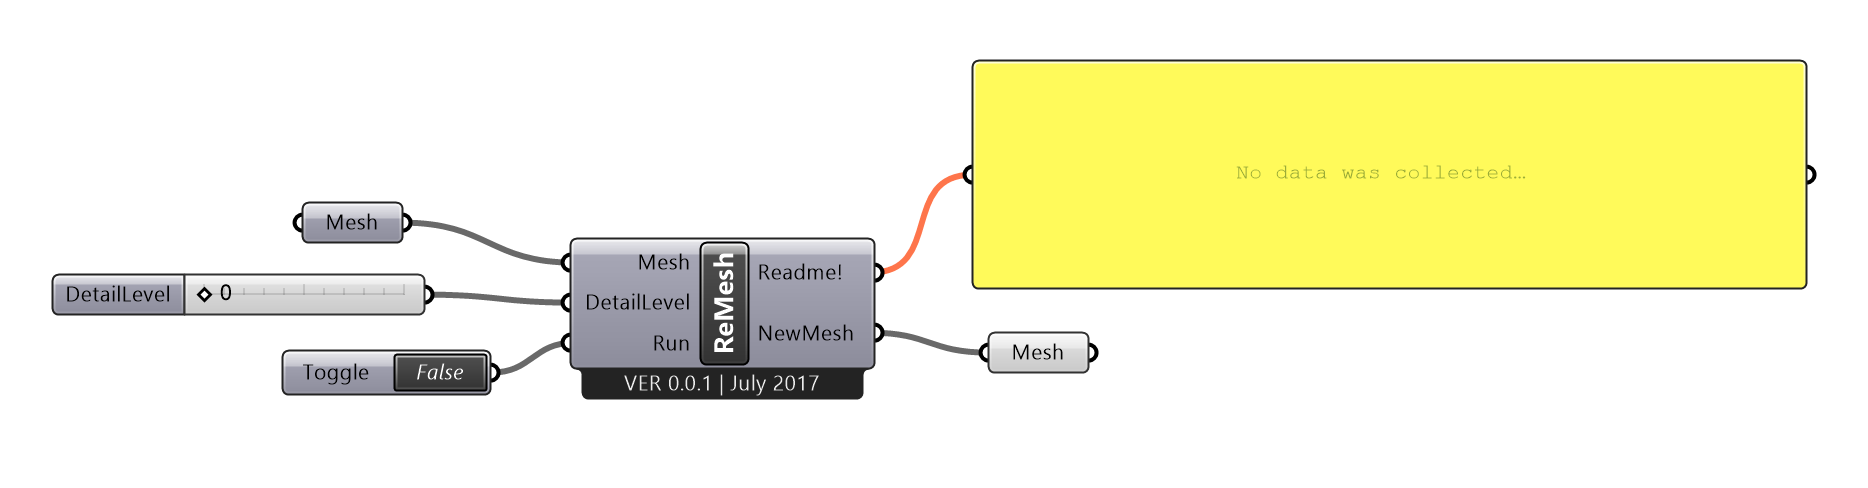 No data was collected…
Mesh
DetailLevel
0
Toggle
False
Mesh
DetailLevel
Run
ReMesh
Readme!
NewMesh
VER 0.0.1 | July 2017
Mesh